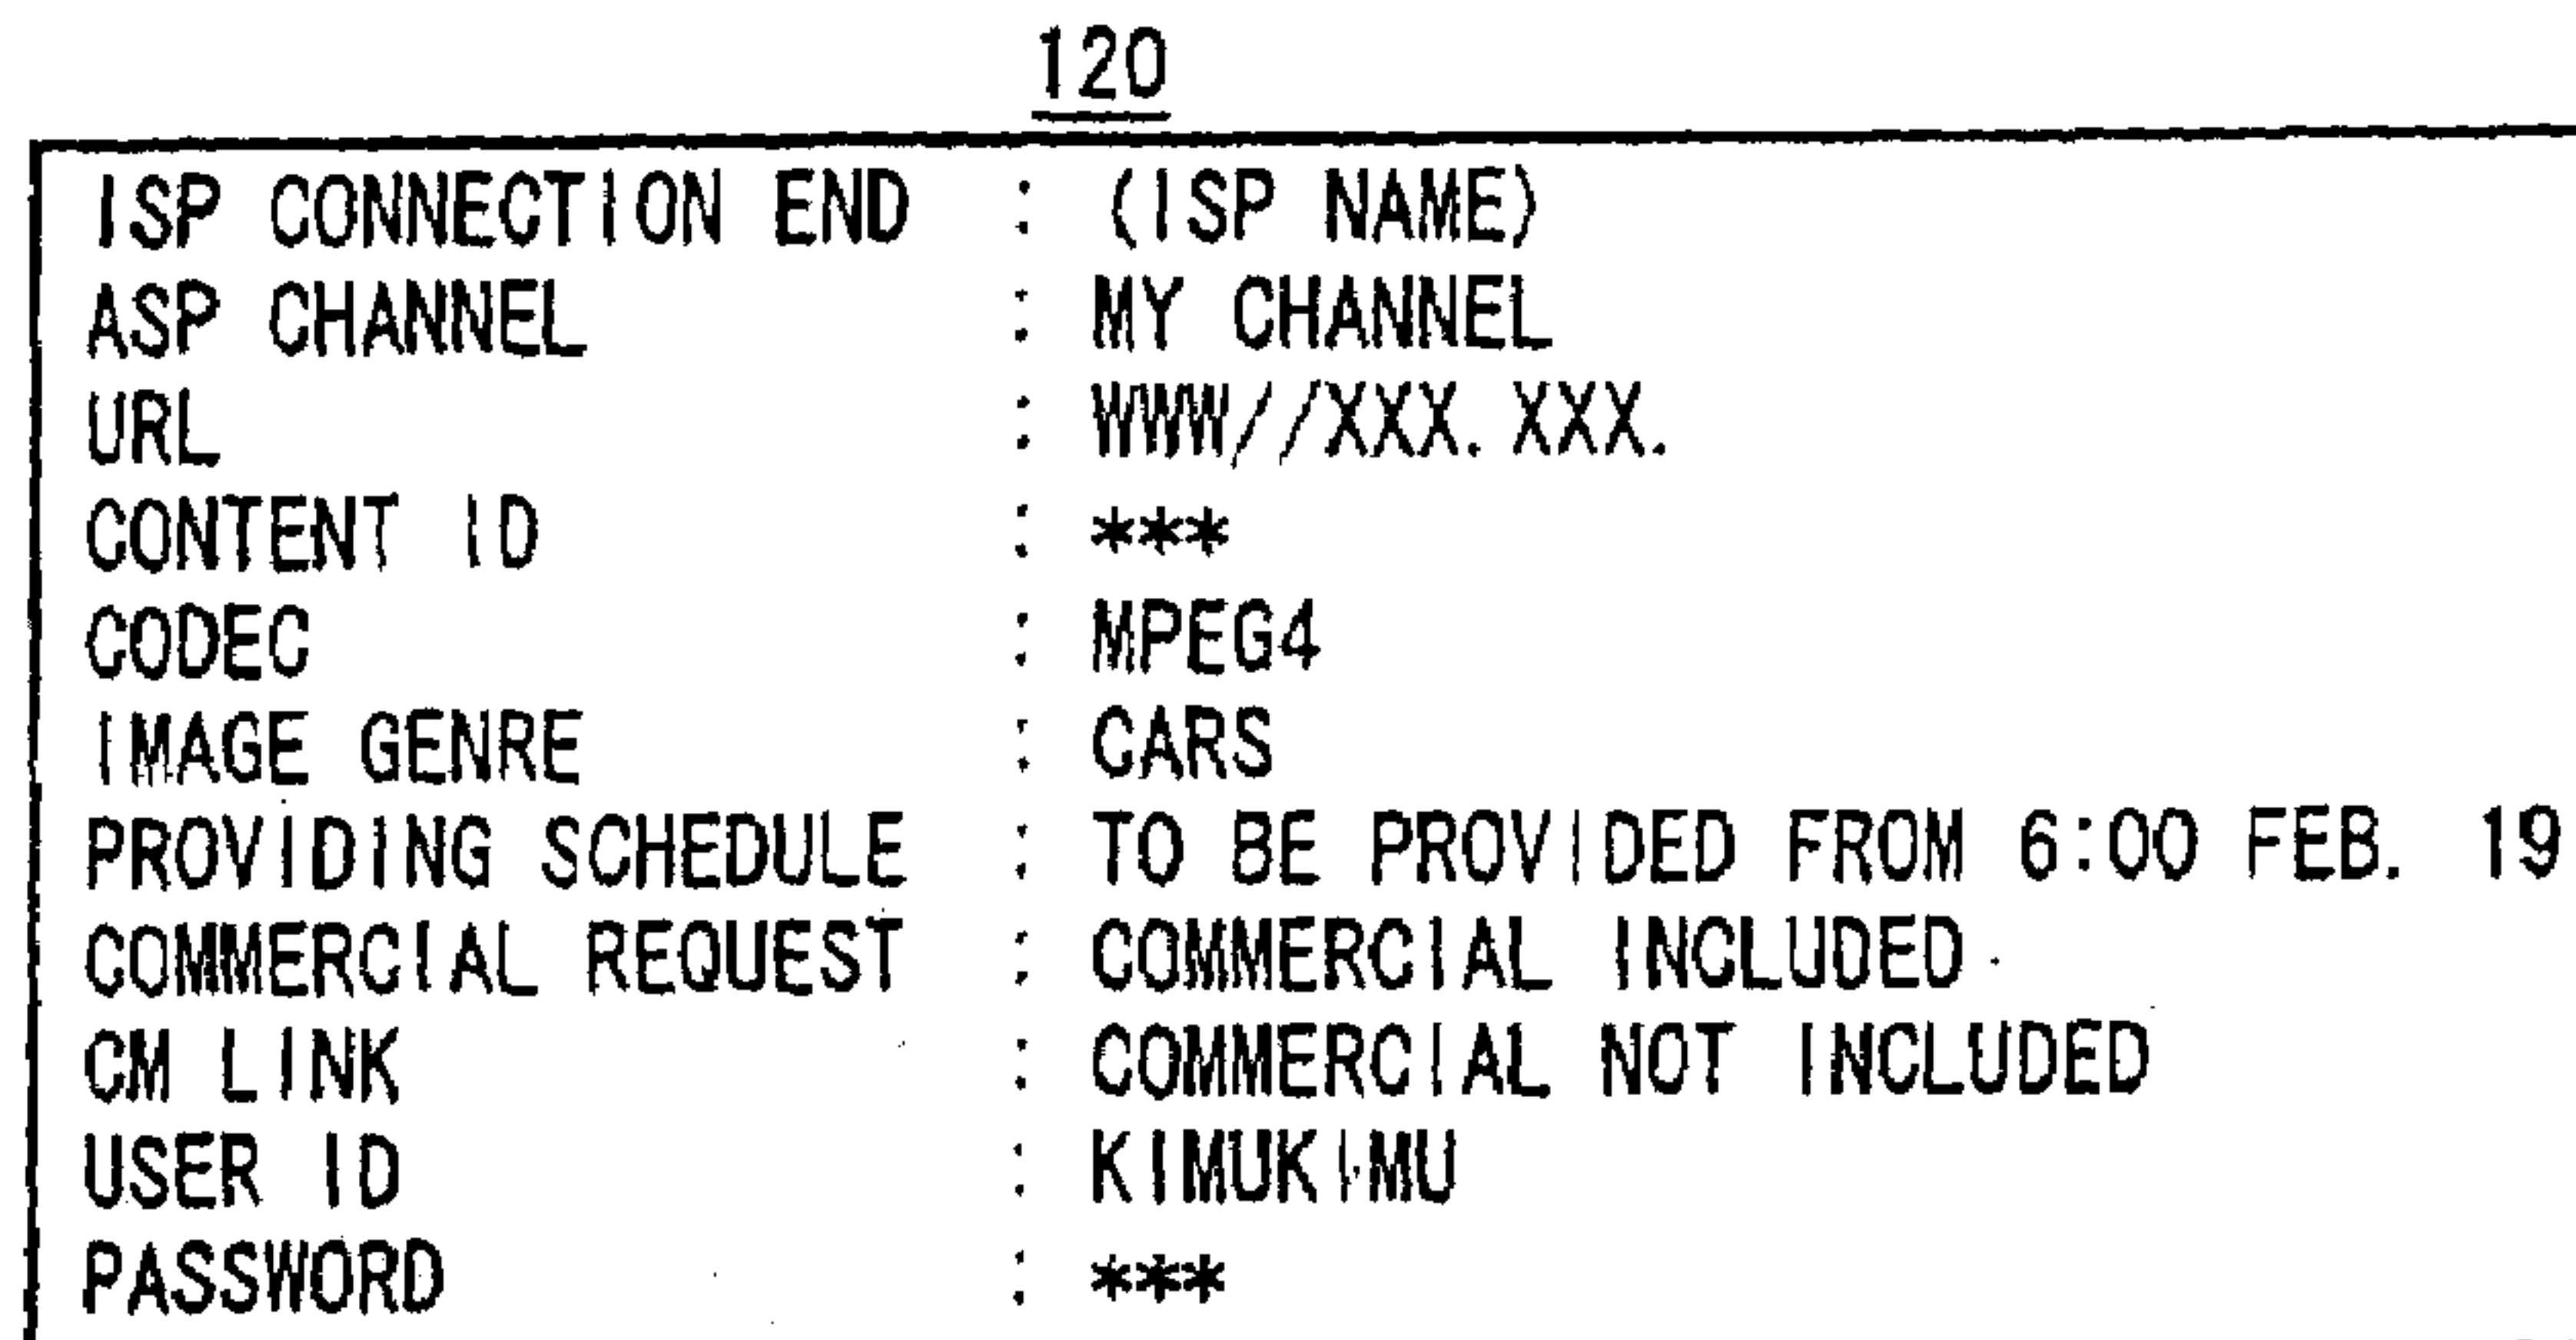 120
ISP CONNECTION END : (ISP NAME)
ASP CHANNEL : MY CHANNEL
URL : WWW//XXX.XXX.
CONTENT ID : ***
CODEC : MPEG4
IMAGE GENRE : CARS
PROVIDING SCHEDULE : TO BE PROVIDED FROM 6:00 FEB. 19
COMMERCIAL REQUEST : COMMERCIAL INCLUDED
CM LINK : COMMERCIAL NOT INCLUDED
USER ID : KIMUKIMU
PASSWORD : ***